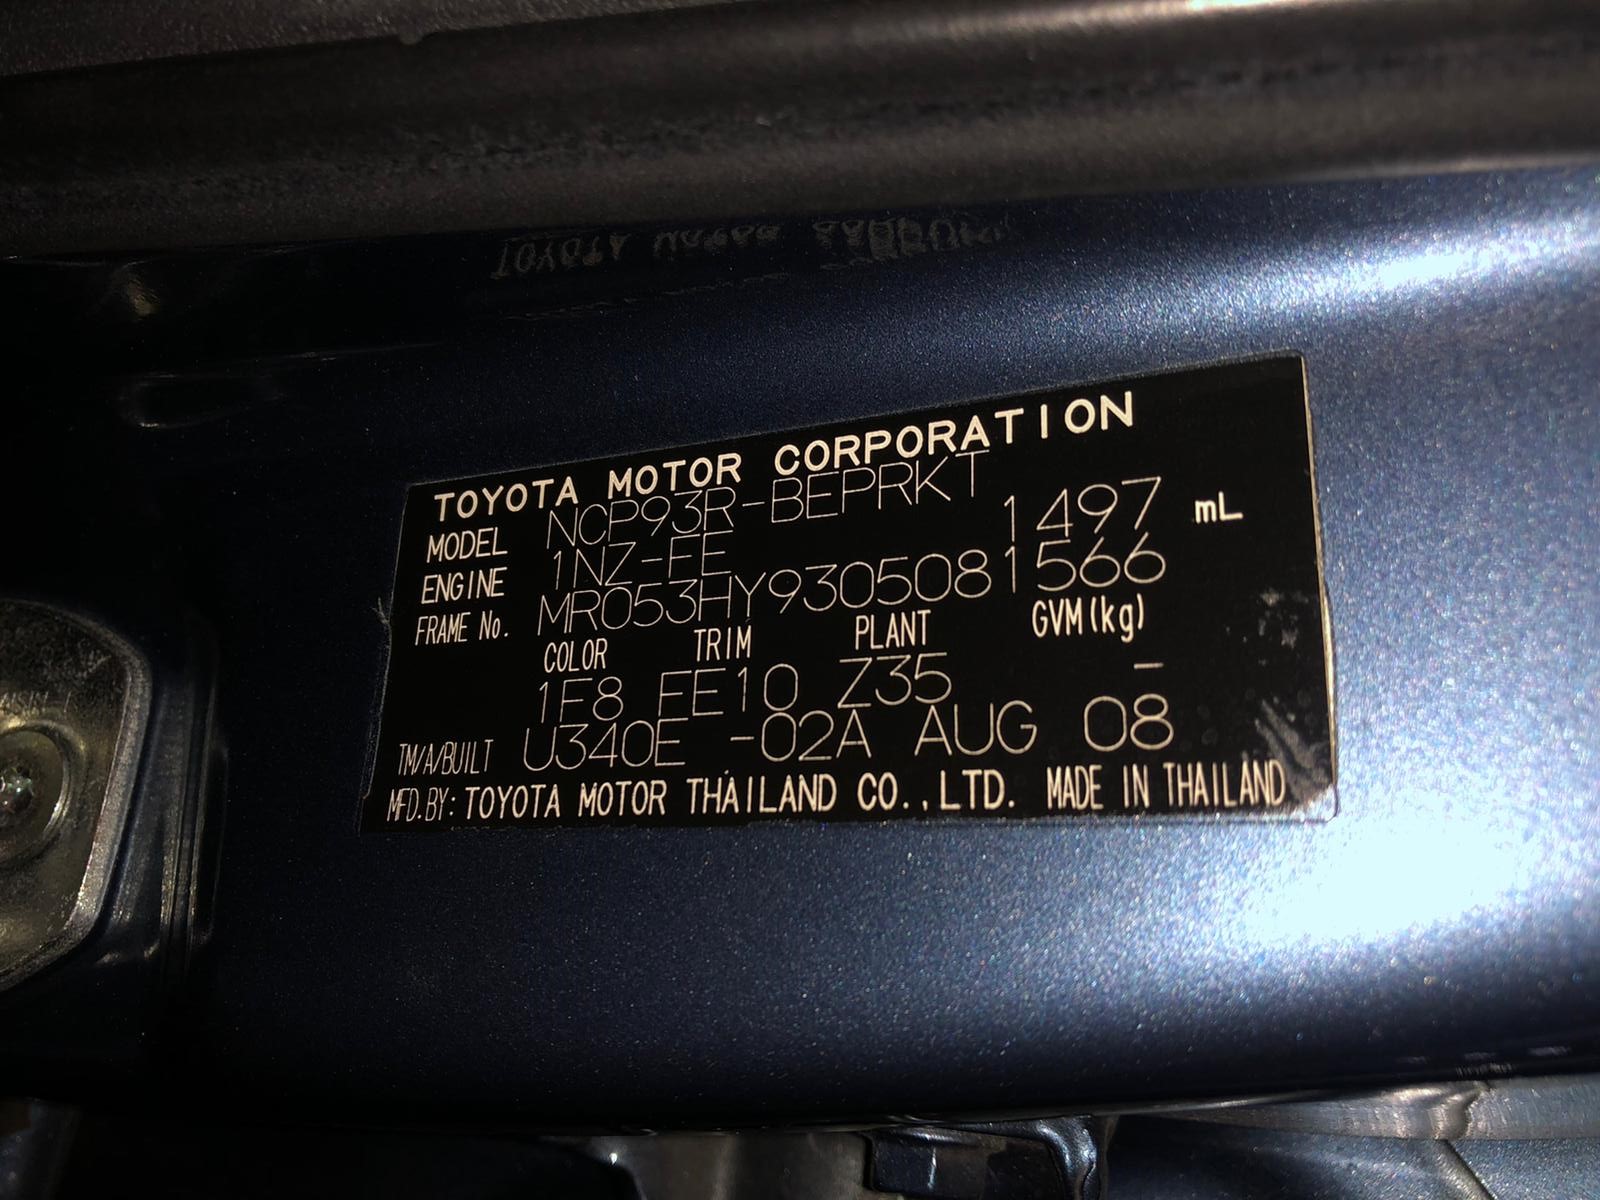 TOYOTA MOTOR CORPORATION
MODEL NCP93R-BEPRKT
ENGINE 1NZ-FE 1497 mL
FRAME No. MR053HY9305081566
COLOR TRIM PLANT GVM(kg)
1F8 FE10 Z35 -
TM/A/BUILT U340E -02A AUG 08
MFD.BY: TOYOTA MOTOR THAILAND CO.,LTD. MADE IN THAILAND